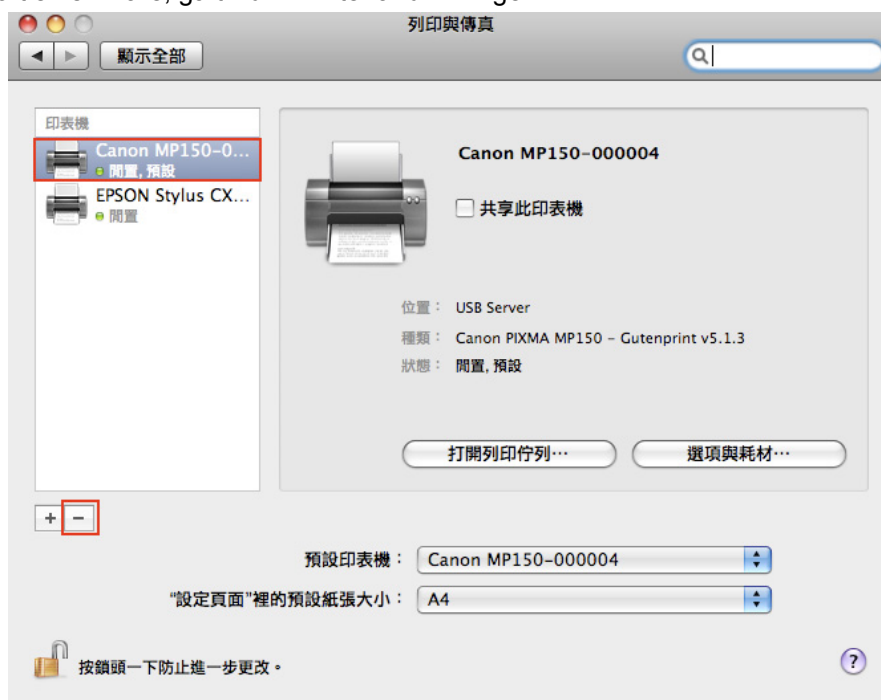 列印與傳真
顯示全部
印表機
Canon MP150-0...
閒置, 預設
EPSON Stylus CX...
閒置
Canon MP150-000004
共享此印表機
位置： USB Server
種類： Canon PIXMA MP150 - Gutenprint v5.1.3
狀態： 閒置, 預設
打開列印佇列⋯ 選項與耗材⋯
+ −
預設印表機： Canon MP150-000004
“設定頁面”裡的預設紙張大小： A4
按鎖頭一下防止進一步更改。 ?